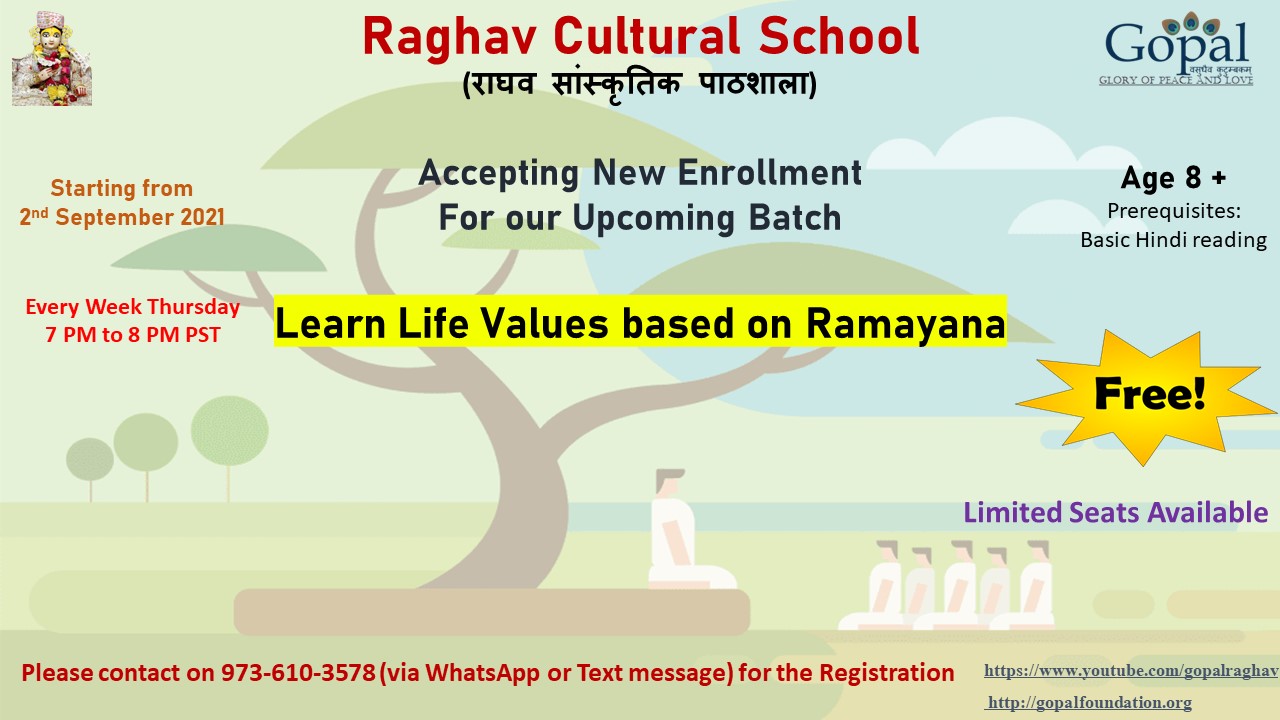 Raghav Cultural School
(राघव सांस्कृतिक पाठशाला)
Gopal
वसुधैव कुटुम्बकम्
GLORY OF PEACE AND LOVE
Accepting New Enrollment
For our Upcoming Batch
Starting from
2nd September 2021
Age 8 +
Prerequisites:
Basic Hindi reading
Every Week Thursday
7 PM to 8 PM PST
Learn Life Values based on Ramayana
Free!
Limited Seats Available
Please contact on 973-610-3578 (via WhatsApp or Text message) for the Registration
https://www.youtube.com/gopalraghav
http://gopalfoundation.org